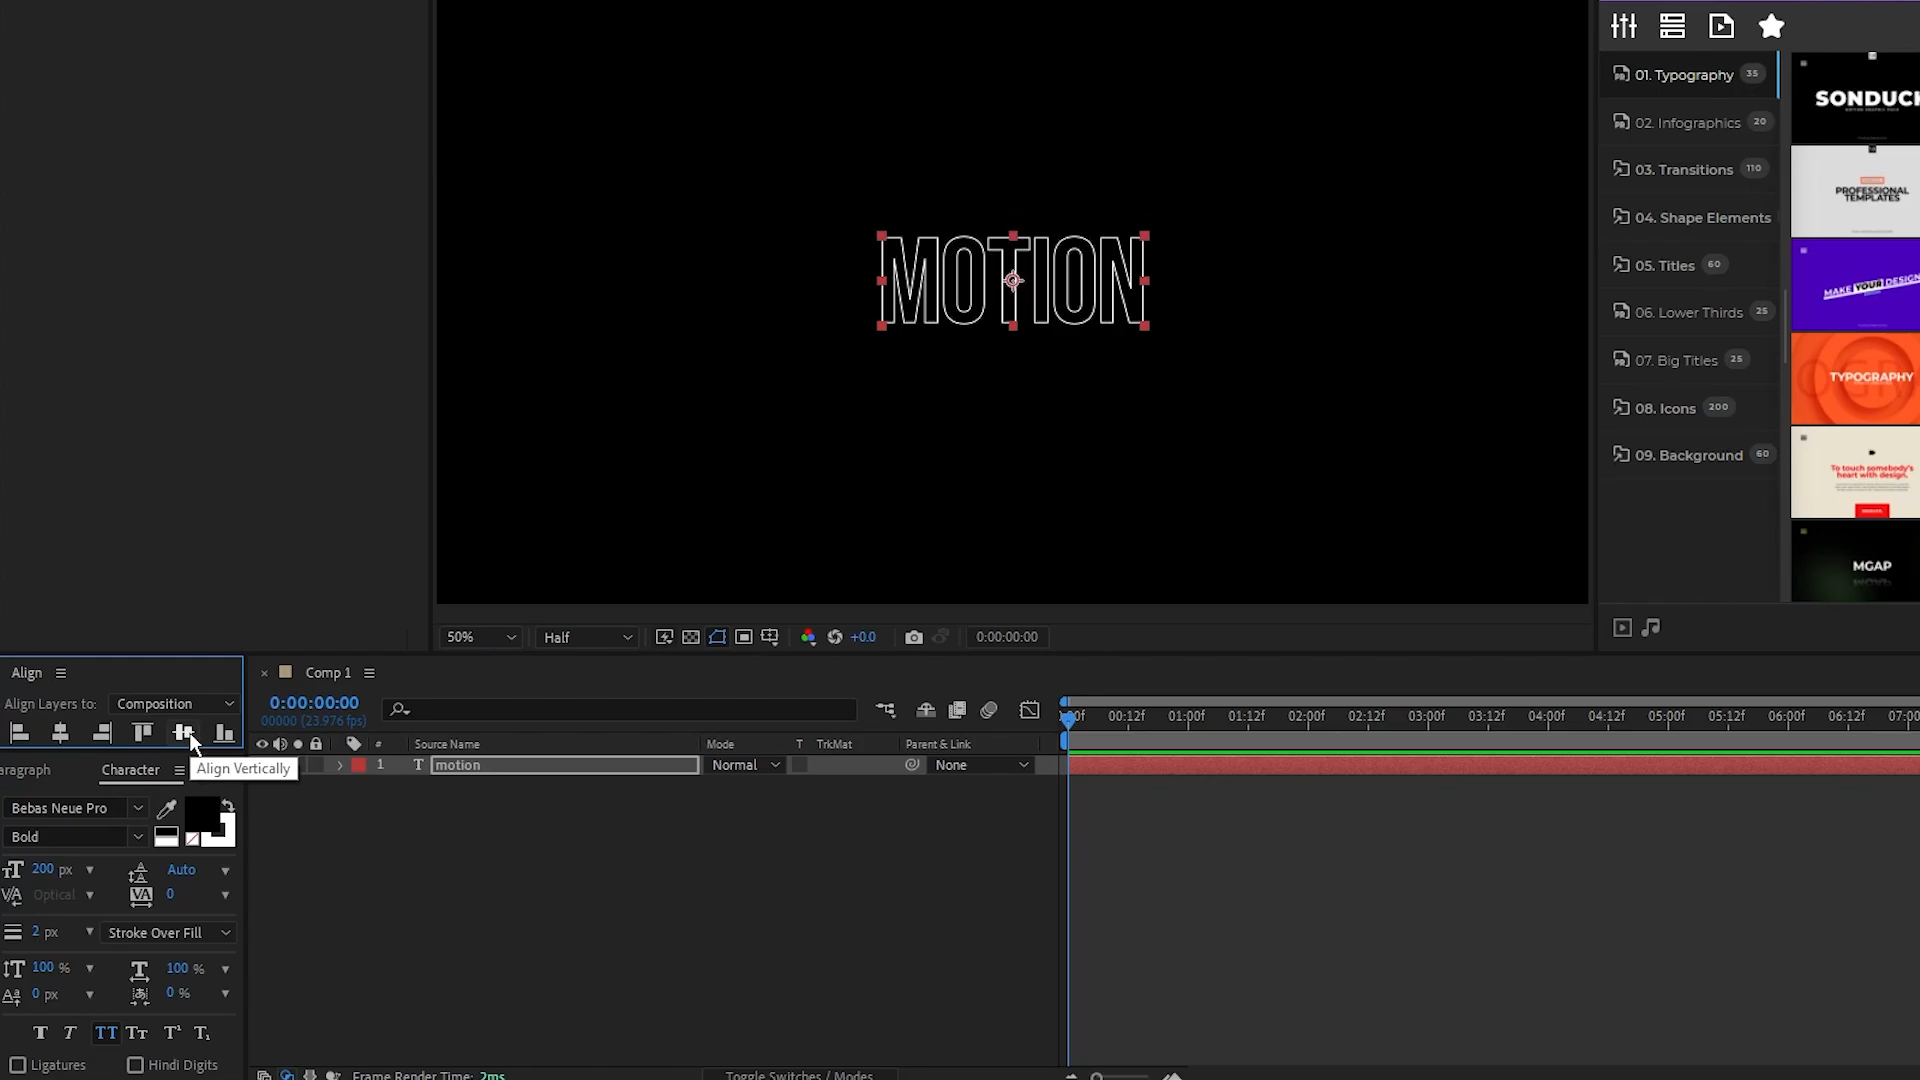 MOTION
01. Typography 35
02. Infographics 20
03. Transitions 110
04. Shape Elements
05. Titles 60
06. Lower Thirds 25
07. Big Titles 25
08. Icons 200
09. Background 60
SONDUCK
PROFESSIONAL
TEMPLATES
MAKE YOUR DESIGN
TYPOGRAPHY
To touch somebody's
heart with design.
MGAP
50%
Half
+0.0
0:00:00:00
Align
Align Layers to:
Composition
Comp 1
0:00:00:00
00000 (23.976 fps)
:00f 00:12f 01:00f 01:12f 02:00f 02:12f 03:00f 03:12f 04:00f 04:12f 05:00f 05:12f 06:00f 06:12f 07:00
#
Source Name
Mode
T
TrkMat
Parent & Link
1
T
motion
Normal
None
Align Vertically
aragraph
Character
Bebas Neue Pro
Bold
200 px
Auto
Optical
0
2 px
Stroke Over Fill
100 %
100 %
0 px
0 %
Ligatures
Hindi Digits
Frame Render Time: 2ms
Toggle Switches / Modes